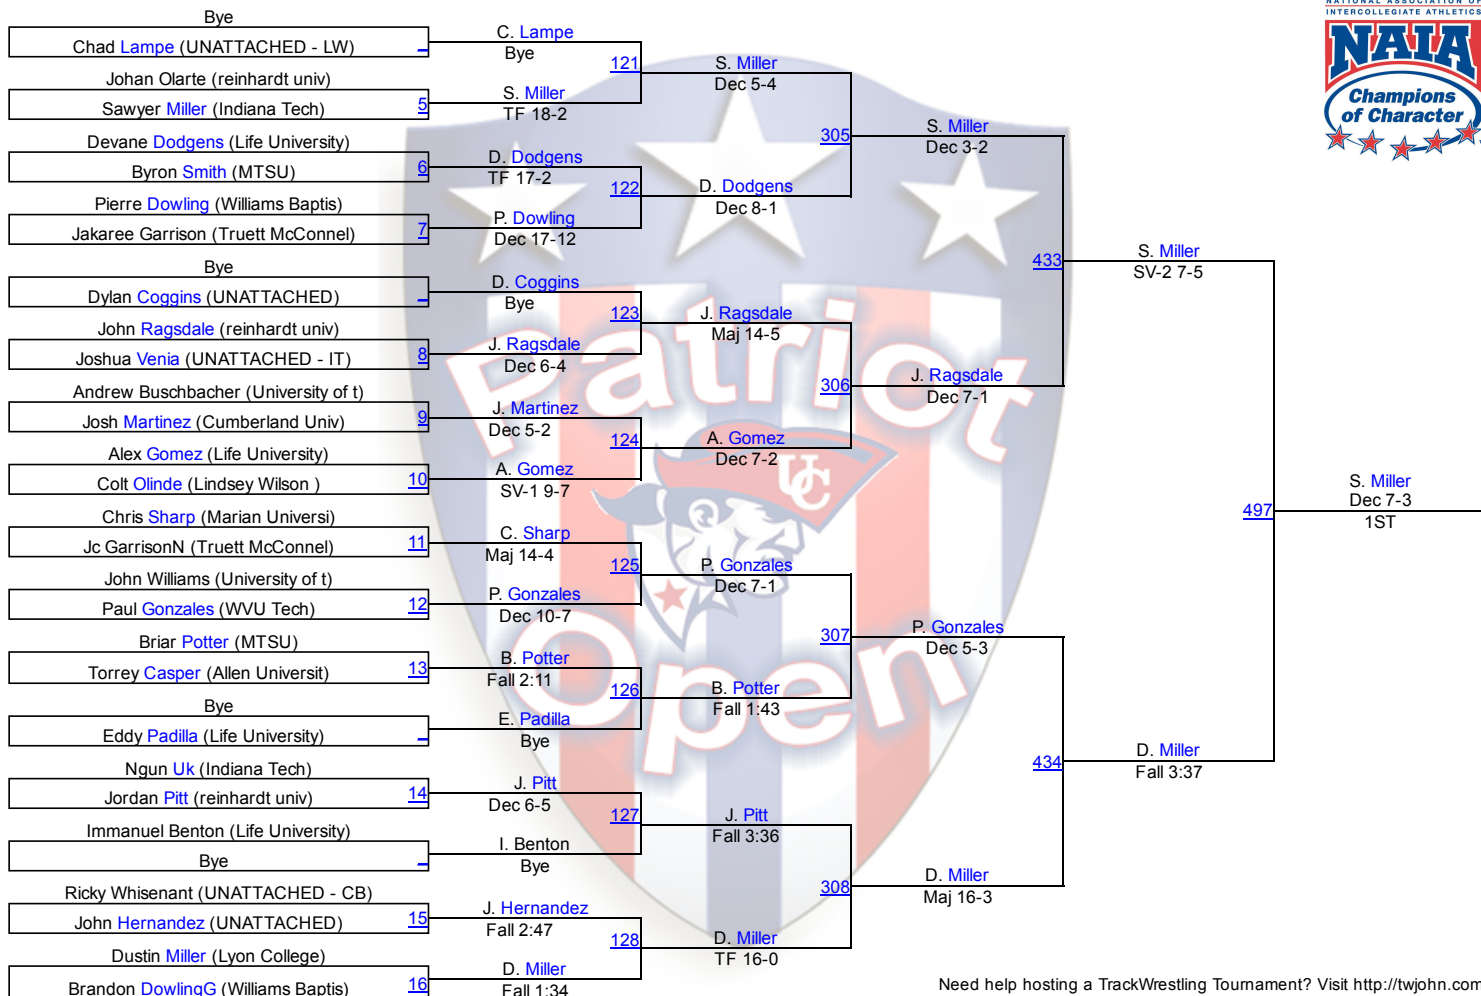 Bye
Chad Lampe (UNATTACHED - LW)
Johan Olarte (reinhardt univ)
Sawyer Miller (Indiana Tech)
5
Devane Dodgens (Life University)
Byron Smith (MTSU)
6
Pierre Dowling (Williams Baptis)
Jakaree Garrison (Truett McConnel)
7
Bye
Dylan Coggins (UNATTACHED)
John Ragsdale (reinhardt univ)
Joshua Venia (UNATTACHED - IT)
8
Andrew Buschbacher (University of t)
Josh Martinez (Cumberland Univ)
9
Alex Gomez (Life University)
Colt Olinde (Lindsey Wilson )
10
Chris Sharp (Marian Universi)
Jc GarrisonN (Truett McConnel)
11
John Williams (University of t)
Paul Gonzales (WVU Tech)
12
Briar Potter (MTSU)
Torrey Casper (Allen Universit)
13
Bye
Eddy Padilla (Life University)
Ngun Uk (Indiana Tech)
Jordan Pitt (reinhardt univ)
14
Immanuel Benton (Life University)
Bye
Ricky Whisenant (UNATTACHED - CB)
John Hernandez (UNATTACHED)
15
Dustin Miller (Lyon College)
Brandon DowlingG (Williams Baptis)
16
C. Lampe
Bye
121
S. Miller
TF 18-2
D. Dodgens
TF 17-2
122
P. Dowling
Dec 17-12
D. Coggins
Bye
123
J. Ragsdale
Dec 6-4
J. Martinez
Dec 5-2
124
A. Gomez
SV-1 9-7
C. Sharp
Maj 14-4
125
P. Gonzales
Dec 10-7
B. Potter
Fall 2:11
126
E. Padilla
Bye
J. Pitt
Dec 6-5
127
I. Benton
Bye
J. Hernandez
Fall 2:47
128
D. Miller
Fall 1:34
S. Miller
Dec 5-4
305
D. Dodgens
Dec 8-1
J. Ragsdale
Maj 14-5
306
A. Gomez
Dec 7-2
P. Gonzales
Dec 7-1
307
B. Potter
Fall 1:43
J. Pitt
Fall 3:36
308
D. Miller
TF 16-0
S. Miller
Dec 3-2
433
J. Ragsdale
Dec 7-1
P. Gonzales
Dec 5-3
434
D. Miller
Maj 16-3
S. Miller
SV-2 7-5
497
D. Miller
Fall 3:37
S. Miller
Dec 7-3
1ST
Patriot
UC
Open
NATIONAL ASSOCIATION OF
INTERCOLLEGIATE ATHLETICS
NAIA
Champions
of Character
Need help hosting a TrackWrestling Tournament? Visit http://twjohn.com